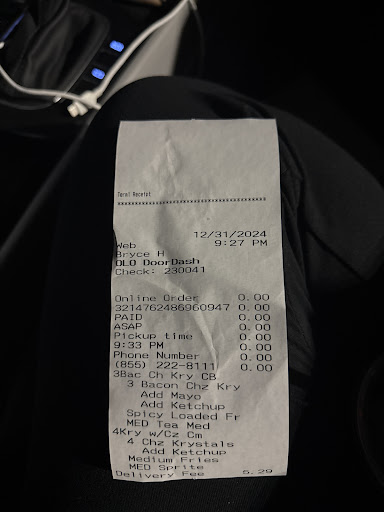 Torst Receipt
12/31/2024
Web 9:27 PM
Bryce H
OLO DoorDash
Check: 230041
Online Order 0.00
3214762486960947 0.00
PAID 0.00
ASAP 0.00
Pickup time 0.00
9:33 PM 0.00
Phone Number 0.00
(855) 222-8111 0.00
3Bac Ch Kry CB
3 Bacon Chz Kry
Add Mayo
Add Ketchup
Spicy Loaded Fr
MED Tea Med
4Kry w/Cz Cm
4 Chz Krystals
Add Ketchup
Medium Fries
MED Sprite
Delivery Fee 5.29